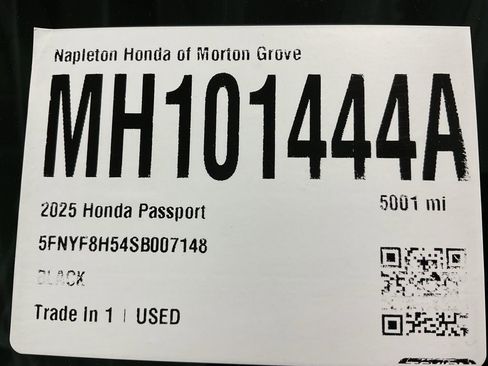 Napleton Honda of Morton Grove
MH101444A
2025 Honda Passport
5001 mi
5FNYF8H54SB007148
BLACK
Trade In 1 | USED